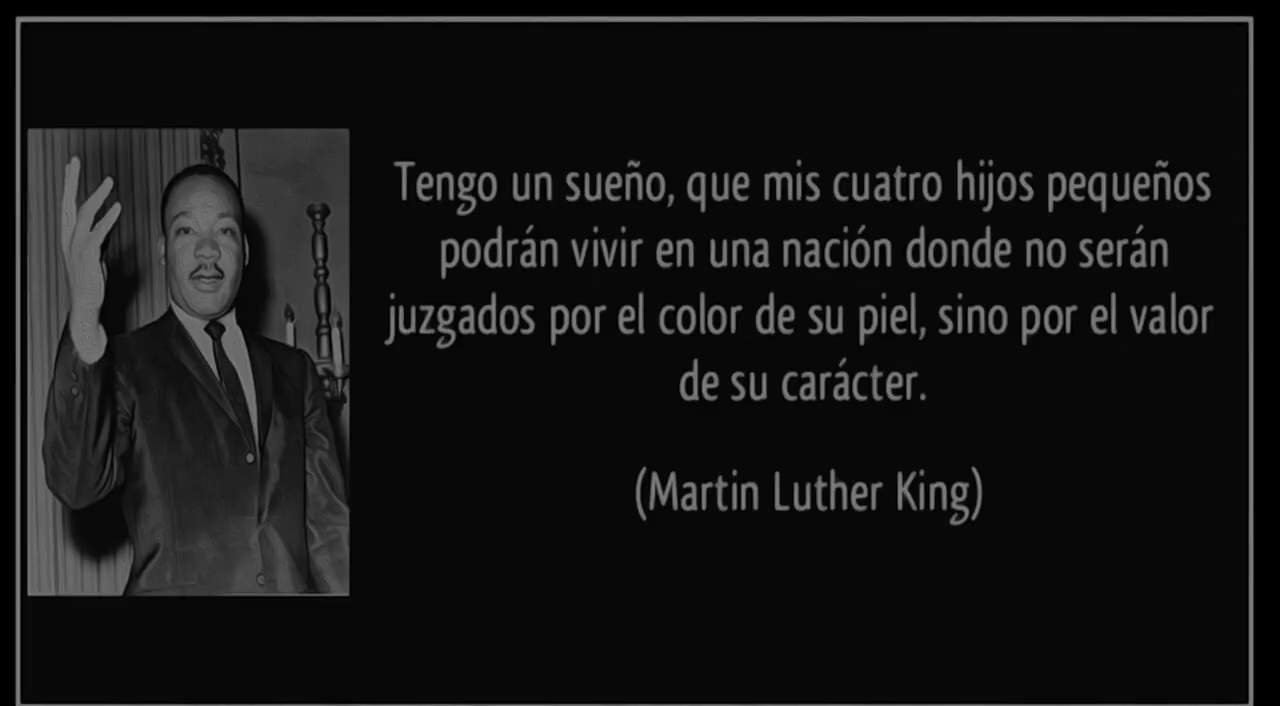 Tengo un sueño, que mis cuatro hijos pequeños
podrán vivir en una nación donde no serán
juzgados por el color de su piel, sino por el valor
de su carácter.
(Martin Luther King)